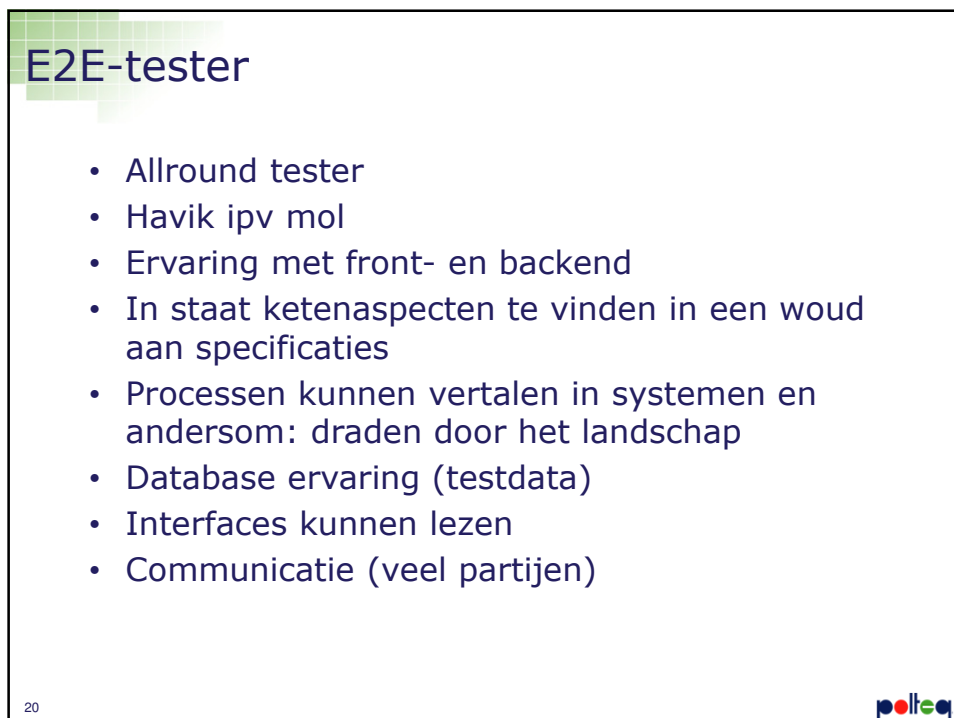 E2E-tester
• Allround tester
• Havik ipv mol
• Ervaring met front- en backend
• In staat ketenaspecten te vinden in een woud
aan specificaties
• Processen kunnen vertalen in systemen en
andersom: draden door het landschap
• Database ervaring (testdata)
• Interfaces kunnen lezen
• Communicatie (veel partijen)
20
polteq